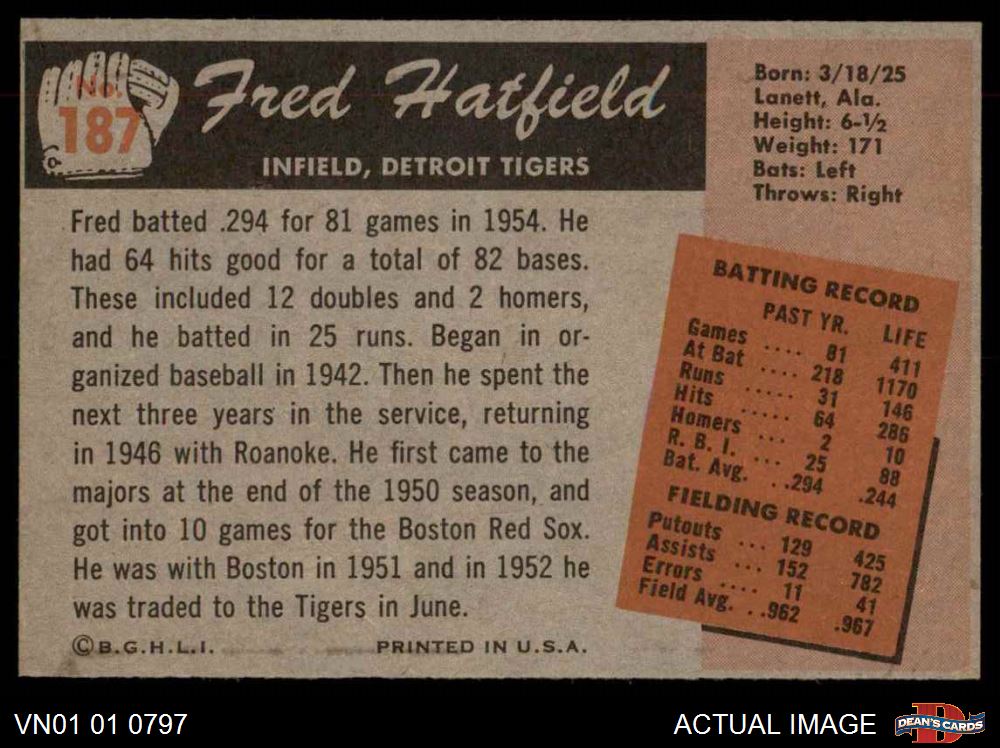 No.
187
Fred Hatfield
INFIELD, DETROIT TIGERS
Born: 3/18/25
Lanett, Ala.
Height: 6-½
Weight: 171
Bats: Left
Throws: Right
Fred batted .294 for 81 games in 1954. He
had 64 hits good for a total of 82 bases.
These included 12 doubles and 2 homers,
and he batted in 25 runs. Began in or-
ganized baseball in 1942. Then he spent the
next three years in the service, returning
in 1946 with Roanoke. He first came to the
majors at the end of the 1950 season, and
got into 10 games for the Boston Red Sox.
He was with Boston in 1951 and in 1952 he
was traded to the Tigers in June.
©B.G.H.L.I. PRINTED IN U.S.A.
BATTING RECORD
PAST YR. LIFE
Games .... 81 411
At Bat .... 218 1170
Runs ..... 31 146
Hits ..... 64 286
Homers ... 2 10
R. B. I. ... 25 88
Bat. Avg. ..294 .244
FIELDING RECORD
Putouts ... 129 425
Assists ... 152 782
Errors .... 11 41
Field Avg. ..962 .967
VN01 01 0797
ACTUAL IMAGE
D
DEAN'S CARDS